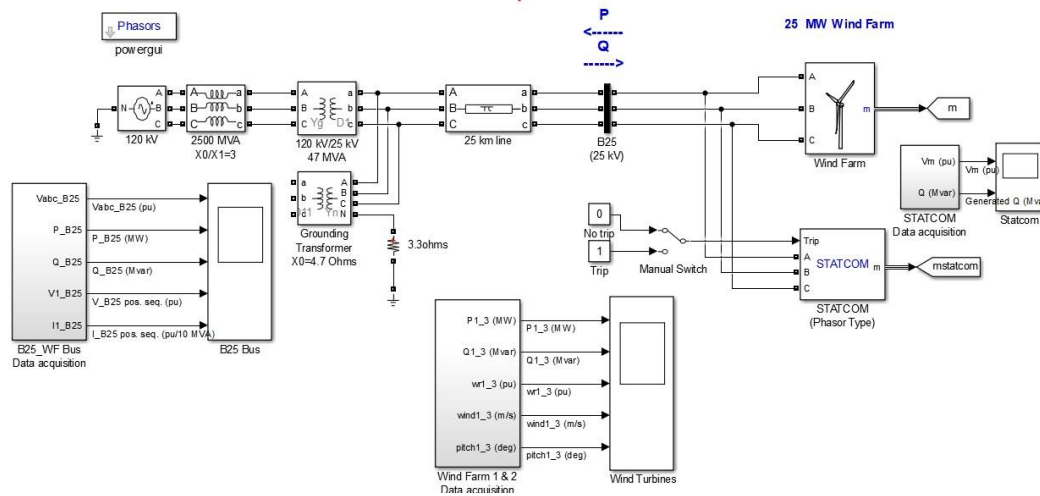 Phasors
powergui
P
<------
Q
------>
25 MW Wind Farm
N
A
B
C
120 kV
A
B
C
a
b
c
2500 MVA
X0/X1=3
A
B
C
a
b
c
Yg
D1
120 kV/25 kV
47 MVA
A
B
C
a
b
c
25 km line
B25
(25 kV)
A
B
C
m
Wind Farm
m
a
b
c
A
B
C
N
Yn
Grounding
Transformer
X0=4.7 Ohms
3.3ohms
Vabc_B25
P_B25
Q_B25
V1_B25
I1_B25
Vabc_B25 (pu)
P_B25 (MW)
Q_B25 (Mvar)
V_B25 pos. seq. (pu)
I_B25 pos. seq. (pu/10 MVA)
B25_WF Bus
Data acquisition
B25 Bus
0
No trip
1
Trip
Manual Switch
Trip
A
B
C
STATCOM
m
STATCOM
(Phasor Type)
mstatcom
Vm (pu)
Q (Mvar)
Vm (pu)
Generated Q (Mva
STATCOM
Data acquisition
Statcom
P1_3 (MW)
Q1_3 (Mvar)
wr1_3 (pu)
wind1_3 (m/s)
pitch1_3 (deg)
P1_3 (MW)
Q1_3 (Mvar)
wr1_3 (pu)
wind1_3 (m/s)
pitch1_3 (deg)
Wind Farm 1 & 2
Data acquisition
Wind Turbines